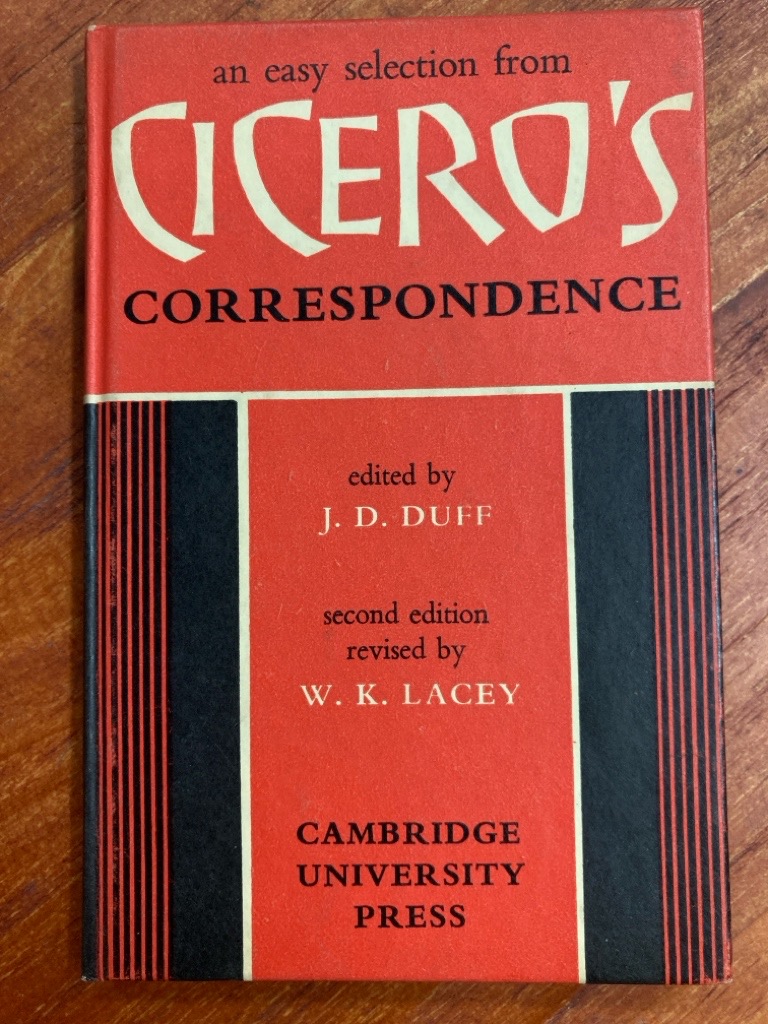 an easy selection from
CICERO'S
CORRESPONDENCE
edited by
J. D. DUFF
second edition
revised by
W. K. LACEY
CAMBRIDGE
UNIVERSITY
PRESS